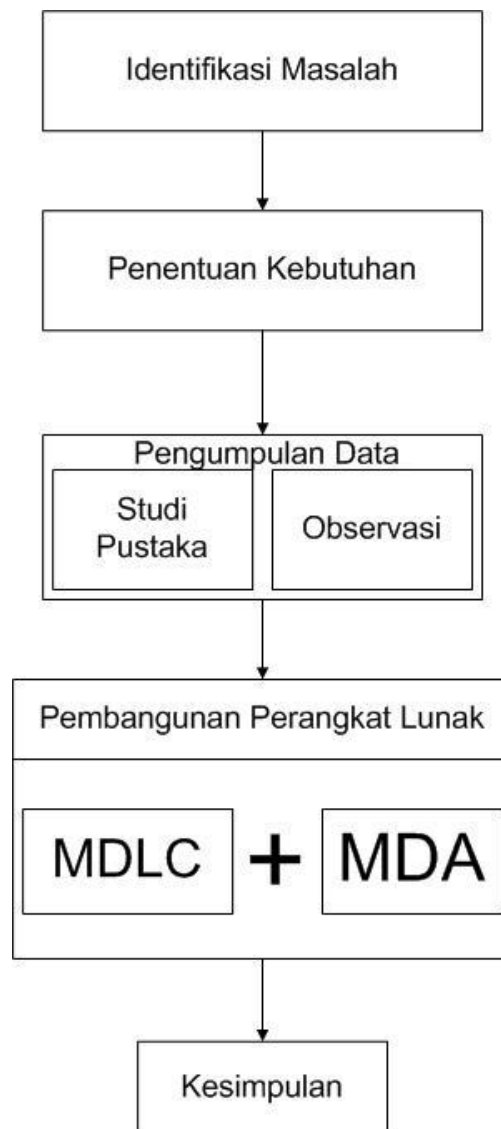 Identifikasi Masalah
Penentuan Kebutuhan
Pengumpulan Data
Studi
Pustaka
Observasi
Pembangunan Perangkat Lunak
MDLC + MDA
Kesimpulan